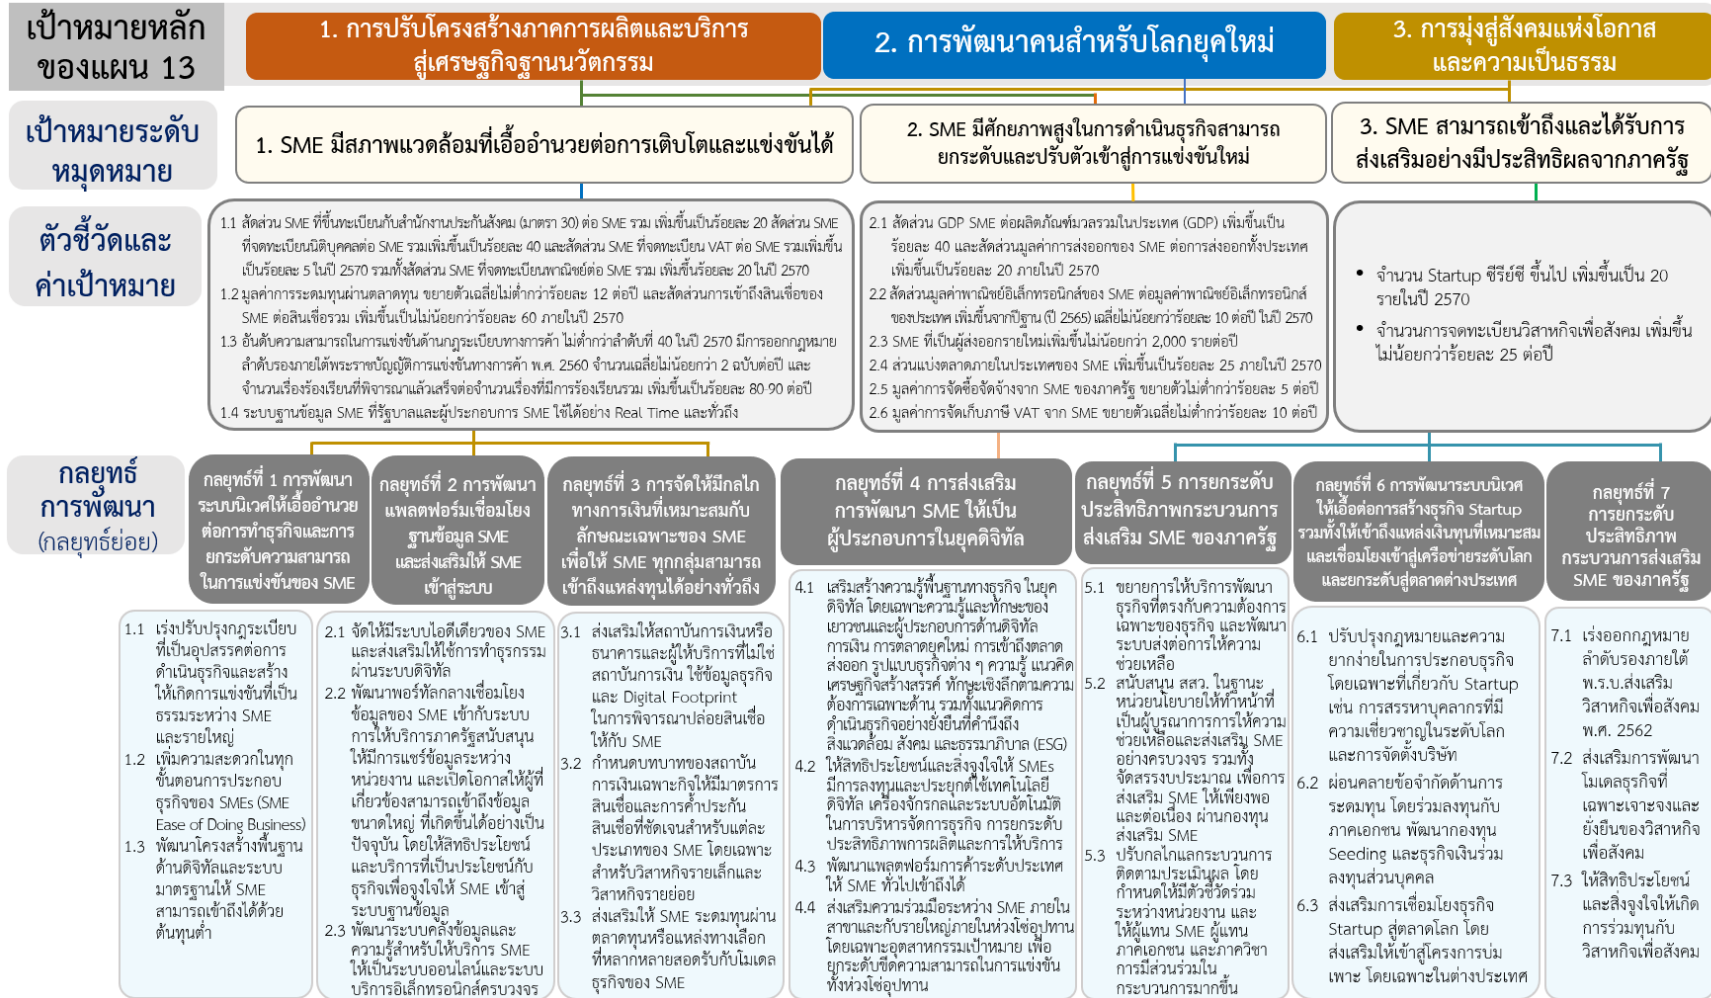 เป้าหมายหลัก
ของแผน 13
1. การปรับโครงสร้างภาคการผลิตและบริการ
สู่เศรษฐกิจฐานนวัตกรรม
2. การพัฒนาคนสำหรับโลกยุคใหม่
3. การมุ่งสู่สังคมแห่งโอกาส
และความเป็นธรรม
เป้าหมายระดับ
หมุดหมาย
1. SME มีสภาพแวดล้อมที่เอื้ออำนวยต่อการเติบโตและแข่งขันได้
2. SME มีศักยภาพสูงในการดำเนินธุรกิจสามารถ
ยกระดับและปรับตัวเข้าสู่การแข่งขันใหม่
3. SME สามารถเข้าถึงและได้รับการ
ส่งเสริมอย่างมีประสิทธิผลจากภาครัฐ
ตัวชี้วัดและ
ค่าเป้าหมาย
1.1 สัดส่วน SME ที่ขึ้นทะเบียนกับสำนักงานประกันสังคม (มาตรา 30) ต่อ SME รวม เพิ่มขึ้นเป็นร้อยละ 20 สัดส่วน SME
ที่จดทะเบียนนิติบุคคลต่อ SME รวมเพิ่มขึ้นเป็นร้อยละ 40 และสัดส่วน SME ที่จดทะเบียน VAT ต่อ SME รวมเพิ่มขึ้น
เป็นร้อยละ 5 ในปี 2570 รวมทั้งสัดส่วน SME ที่จดทะเบียนพาณิชย์ต่อ SME รวม เพิ่มขึ้นร้อยละ 20 ในปี 2570
1.2 มูลค่าการระดมทุนผ่านตลาดทุน ขยายตัวเฉลี่ยไม่ต่ำกว่าร้อยละ 12 ต่อปี และสัดส่วนการเข้าถึงสินเชื่อของ
SME ต่อสินเชื่อรวม เพิ่มขึ้นเป็นไม่น้อยกว่าร้อยละ 60 ภายในปี 2570
1.3 อันดับความสามารถในการแข่งขันด้านกฎระเบียบทางการค้า ไม่ต่ำกว่าลำดับที่ 40 ในปี 2570 มีการออกกฎหมาย
ลำดับรองภายใต้พระราชบัญญัติการแข่งขันทางการค้า พ.ศ. 2560 จำนวนเฉลี่ยไม่น้อยกว่า 2 ฉบับต่อปี และ
จำนวนเรื่องร้องเรียนที่พิจารณาแล้วเสร็จต่อจำนวนเรื่องที่มีการร้องเรียนรวม เพิ่มขึ้นเป็นร้อยละ 80-90 ต่อปี
1.4 ระบบฐานข้อมูล SME ที่รัฐบาลและผู้ประกอบการ SME ใช้ได้อย่าง Real Time และทั่วถึง
2.1 สัดส่วน GDP SME ต่อผลิตภัณฑ์มวลรวมในประเทศ (GDP) เพิ่มขึ้นเป็น
ร้อยละ 40 และสัดส่วนมูลค่าการส่งออกของ SME ต่อการส่งออกทั้งประเทศ
เพิ่มขึ้นเป็นร้อยละ 20 ภายในปี 2570
2.2 สัดส่วนมูลค่าพาณิชย์อิเล็กทรอนิกส์ของ SME ต่อมูลค่าพาณิชย์อิเล็กทรอนิกส์
ของประเทศ เพิ่มขึ้นจากปีฐาน (ปี 2565) เฉลี่ยไม่น้อยกว่าร้อยละ 10 ต่อปี ในปี 2570
2.3 SME ที่เป็นผู้ส่งออกรายใหม่เพิ่มขึ้นไม่น้อยกว่า 2,000 รายต่อปี
2.4 ส่วนแบ่งตลาดภายในประเทศของ SME เพิ่มขึ้นเป็นร้อยละ 25 ภายในปี 2570
2.5 มูลค่าการจัดซื้อจัดจ้างจาก SME ของภาครัฐ ขยายตัวไม่ต่ำกว่าร้อยละ 5 ต่อปี
2.6 มูลค่าการจัดเก็บภาษี VAT จาก SME ขยายตัวเฉลี่ยไม่ต่ำกว่าร้อยละ 10 ต่อปี
• จำนวน Startup ซีรีย์ซี ขึ้นไป เพิ่มขึ้นเป็น 20
รายในปี 2570
• จำนวนการจดทะเบียนวิสาหกิจเพื่อสังคม เพิ่มขึ้น
ไม่น้อยกว่าร้อยละ 25 ต่อปี
กลยุทธ์
การพัฒนา
(กลยุทธ์ย่อย)
กลยุทธ์ที่ 1 การพัฒนา
ระบบนิเวศให้เอื้ออำนวย
ต่อการทำธุรกิจและการ
ยกระดับความสามารถ
ในการแข่งขันของ SME
กลยุทธ์ที่ 2 การพัฒนา
แพลตฟอร์มเชื่อมโยง
ฐานข้อมูล SME
และส่งเสริมให้ SME
เข้าสู่ระบบ
กลยุทธ์ที่ 3 การจัดให้มีกลไก
ทางการเงินที่เหมาะสมกับ
ลักษณะเฉพาะของ SME
เพื่อให้ SME ทุกกลุ่มสามารถ
เข้าถึงแหล่งทุนได้อย่างทั่วถึง
กลยุทธ์ที่ 4 การส่งเสริม
การพัฒนา SME ให้เป็น
ผู้ประกอบการในยุคดิจิทัล
กลยุทธ์ที่ 5 การยกระดับ
ประสิทธิภาพกระบวนการ
ส่งเสริม SME ของภาครัฐ
กลยุทธ์ที่ 6 การพัฒนาระบบนิเวศ
ให้เอื้อต่อการสร้างธุรกิจ Startup
รวมทั้งให้เข้าถึงแหล่งเงินทุนที่เหมาะสม
และเชื่อมโยงเข้าสู่เครือข่ายระดับโลก
และยกระดับสู่ตลาดต่างประเทศ
กลยุทธ์ที่ 7
การยกระดับ
ประสิทธิภาพ
กระบวนการส่งเสริม
SME ของภาครัฐ
1.1 เร่งปรับปรุงกฎระเบียบ
ที่เป็นอุปสรรคต่อการ
ดำเนินธุรกิจและสร้าง
ให้เกิดการแข่งขันที่เป็น
ธรรมระหว่าง SME
และรายใหญ่
1.2 เพิ่มความสะดวกในทุก
ขั้นตอนการประกอบ
ธุรกิจของ SMEs (SME
Ease of Doing Business)
1.3 พัฒนาโครงสร้างพื้นฐาน
ด้านดิจิทัลและระบบ
มาตรฐานให้ SME
สามารถเข้าถึงได้ด้วย
ต้นทุนต่ำ
2.1 จัดให้มีระบบไอดีเดียวของ SME
และส่งเสริมให้ใช้การทำธุรกรรม
ผ่านระบบดิจิทัล
2.2 พัฒนาพอร์ทัลกลางเชื่อมโยง
ข้อมูลของ SME เข้ากับระบบ
การให้บริการภาครัฐสนับสนุน
ให้มีการแชร์ข้อมูลระหว่าง
หน่วยงาน และเปิดโอกาสให้ผู้ที่
เกี่ยวข้องสามารถเข้าถึงข้อมูล
ขนาดใหญ่ ที่เกิดขึ้นได้อย่างเป็น
ปัจจุบัน โดยให้สิทธิประโยชน์
และบริการที่เป็นประโยชน์กับ
ธุรกิจเพื่อจูงใจให้ SME เข้าสู่
ระบบฐานข้อมูล
2.3 พัฒนาระบบคลังข้อมูลและ
ความรู้สำหรับให้บริการ SME
ให้เป็นระบบออนไลน์และระบบ
บริการอิเล็กทรอนิกส์ครบวงจร
3.1 ส่งเสริมให้สถาบันการเงินหรือ
ธนาคารและผู้ให้บริการที่ไม่ใช่
สถาบันการเงิน ใช้ข้อมูลธุรกิจ
และ Digital Footprint
ในการพิจารณาปล่อยสินเชื่อ
ให้กับ SME
3.2 กำหนดบทบาทของสถาบัน
การเงินเฉพาะกิจให้มีมาตรการ
สินเชื่อและการค้ำประกัน
สินเชื่อที่ชัดเจนสำหรับแต่ละ
ประเภทของ SME โดยเฉพาะ
สำหรับวิสาหกิจรายเล็กและ
วิสาหกิจรายย่อย
3.3 ส่งเสริมให้ SME ระดมทุนผ่าน
ตลาดทุนหรือแหล่งทางเลือก
ที่หลากหลายสอดรับกับโมเดล
ธุรกิจของ SME
4.1 เสริมสร้างความรู้พื้นฐานทางธุรกิจ ในยุค
ดิจิทัล โดยเฉพาะความรู้และทักษะของ
เยาวชนและผู้ประกอบการด้านดิจิทัล
การเงิน การตลาดยุคใหม่ การเข้าถึงตลาด
ส่งออก รูปแบบธุรกิจต่าง ๆ ความรู้ แนวคิด
เศรษฐกิจสร้างสรรค์ ทักษะเชิงลึกตามความ
ต้องการเฉพาะด้าน รวมทั้งแนวคิดการ
ดำเนินธุรกิจอย่างยั่งยืนที่คำนึงถึง
สิ่งแวดล้อม สังคม และธรรมาภิบาล (ESG)
4.2 ให้สิทธิประโยชน์และสิ่งจูงใจให้ SMEs
มีการลงทุนและประยุกต์ใช้เทคโนโลยี
ดิจิทัล เครื่องจักรกลและระบบอัตโนมัติ
ในการบริหารจัดการธุรกิจ การยกระดับ
ประสิทธิภาพการผลิตและการให้บริการ
4.3 พัฒนาแพลตฟอร์มการค้าระดับประเทศ
ให้ SME ทั่วไปเข้าถึงได้
4.4 ส่งเสริมความร่วมมือระหว่าง SME ภายใน
สาขาและกับรายใหญ่ภายในห่วงโซ่อุปทาน
โดยเฉพาะอุตสาหกรรมเป้าหมาย เพื่อ
ยกระดับขีดความสามารถในการแข่งขัน
ทั้งห่วงโซ่อุปทาน
5.1 ขยายการให้บริการพัฒนา
ธุรกิจที่ตรงกับความต้องการ
เฉพาะของธุรกิจ และพัฒนา
ระบบส่งต่อการให้ความ
ช่วยเหลือ
5.2 สนับสนุน สสว. ในฐานะ
หน่วยนโยบายให้ทำหน้าที่
เป็นผู้บูรณาการการให้ความ
ช่วยเหลือและส่งเสริม SME
อย่างครบวงจร รวมทั้ง
จัดสรรงบประมาณ เพื่อการ
ส่งเสริม SME ให้เพียงพอ
และต่อเนื่อง ผ่านกองทุน
ส่งเสริม SME
5.3 ปรับกลไกแลกระบวนการ
ติดตามประเมินผล โดย
กำหนดให้มีตัวชี้วัดร่วม
ระหว่างหน่วยงาน และ
ให้ผู้แทน SME ผู้แทน
ภาคเอกชน และภาควิชา
การมีส่วนร่วมใน
กระบวนการมากขึ้น
6.1 ปรับปรุงกฎหมายและความ
ยากง่ายในการประกอบธุรกิจ
โดยเฉพาะที่เกี่ยวกับ Startup
เช่น การสรรหาบุคลากรที่มี
ความเชี่ยวชาญในระดับโลก
และการจัดตั้งบริษัท
6.2 ผ่อนคลายข้อจำกัดด้านการ
ระดมทุน โดยร่วมลงทุนกับ
ภาคเอกชน พัฒนากองทุน
Seeding และธุรกิจเงินร่วม
ลงทุนส่วนบุคคล
6.3 ส่งเสริมการเชื่อมโยงธุรกิจ
Startup สู่ตลาดโลก โดย
ส่งเสริมให้เข้าสู่โครงการบ่ม
เพาะ โดยเฉพาะในต่างประเทศ
7.1 เร่งออกกฎหมาย
ลำดับรองภายใต้
พ.ร.บ.ส่งเสริม
วิสาหกิจเพื่อสังคม
พ.ศ. 2562
7.2 ส่งเสริมการพัฒนา
โมเดลธุรกิจที่
เฉพาะเจาะจงและ
ยั่งยืนของวิสาหกิจ
เพื่อสังคม
7.3 ให้สิทธิประโยชน์
และสิ่งจูงใจให้เกิด
การร่วมทุนกับ
วิสาหกิจเพื่อสังคม